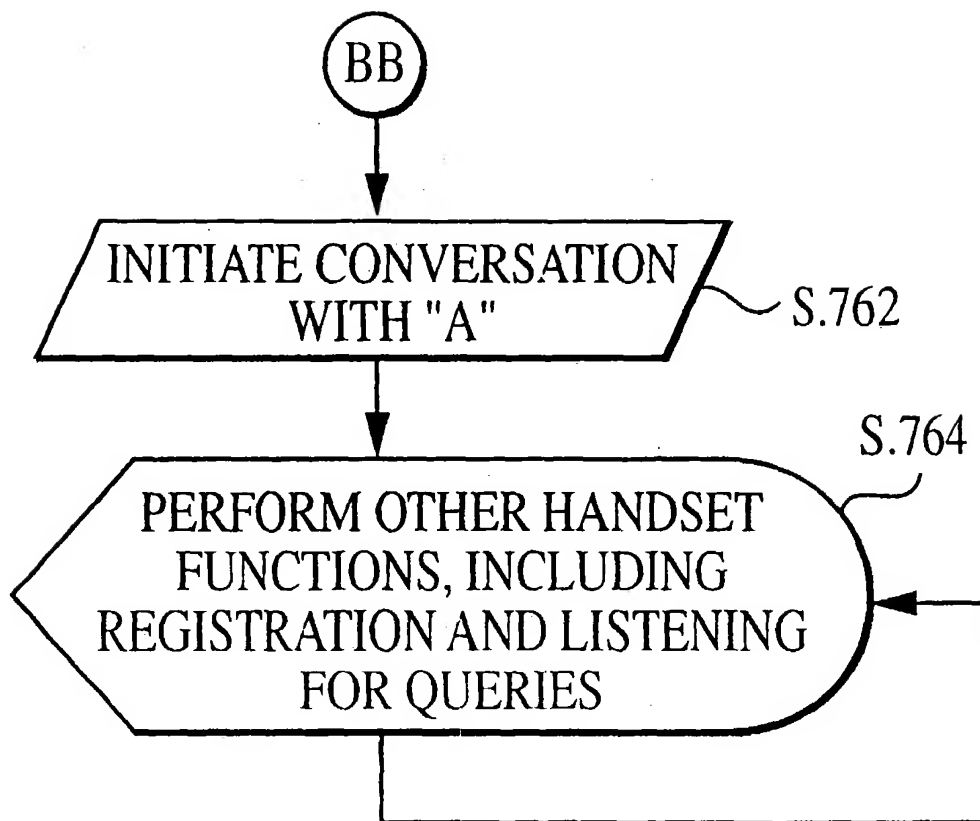 BB
INITIATE CONVERSATION
WITH "A"
S.762
S.764
PERFORM OTHER HANDSET
FUNCTIONS, INCLUDING
REGISTRATION AND LISTENING
FOR QUERIES